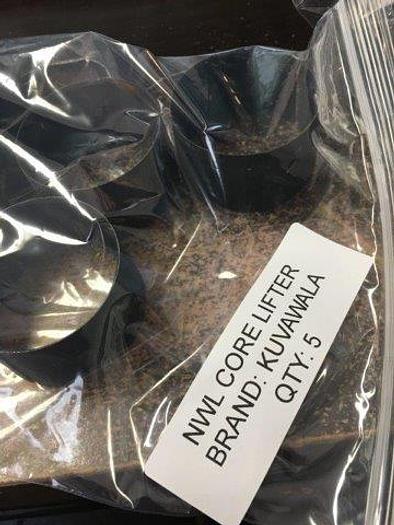 NWL CORE LIFTER
BRAND: KUVAWALA
QTY: 5